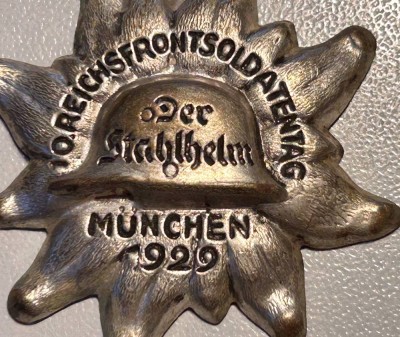 10. REICHSFRONTSOLDATENTAG
Der
Stahlhelm
MÜNCHEN
1929